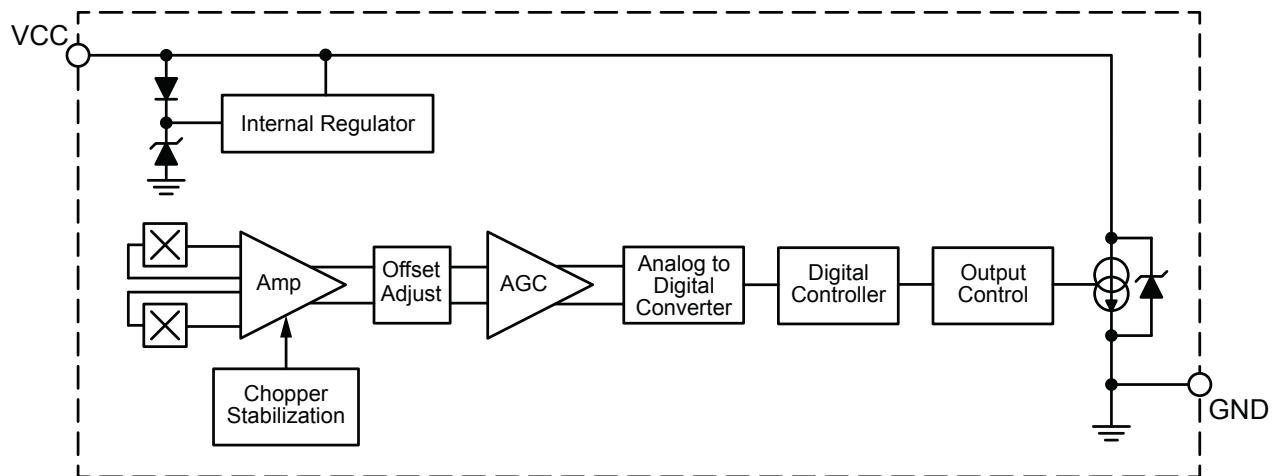 VCC
Internal Regulator
Amp
Offset
Adjust
AGC
Analog to
Digital
Converter
Digital
Controller
Output
Control
Chopper
Stabilization
GND